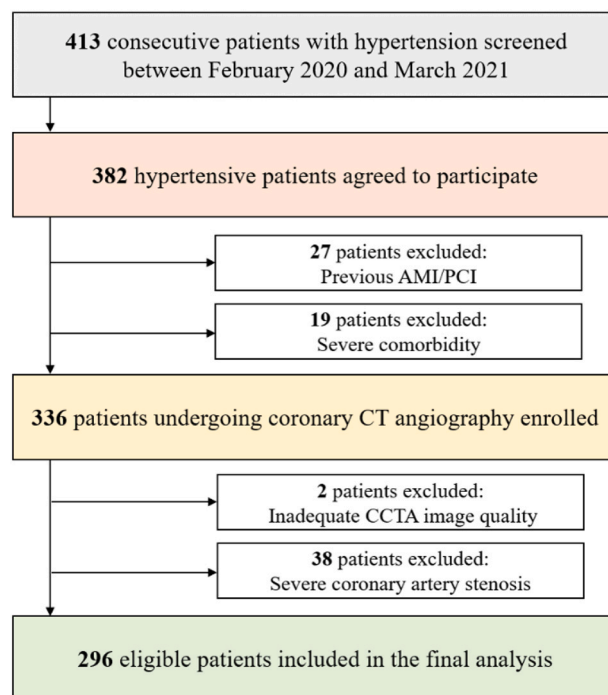 413 consecutive patients with hypertension screened
between February 2020 and March 2021
382 hypertensive patients agreed to participate
27 patients excluded:
Previous AMI/PCI
19 patients excluded:
Severe comorbidity
336 patients undergoing coronary CT angiography enrolled
2 patients excluded:
Inadequate CCTA image quality
38 patients excluded:
Severe coronary artery stenosis
296 eligible patients included in the final analysis